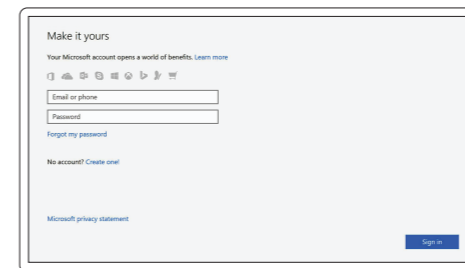 Make it yours
Your Microsoft account opens a world of benefits. Learn more
Email or phone
Password
Forgot my password
No account? Create one!
Microsoft privacy statement
Sign in